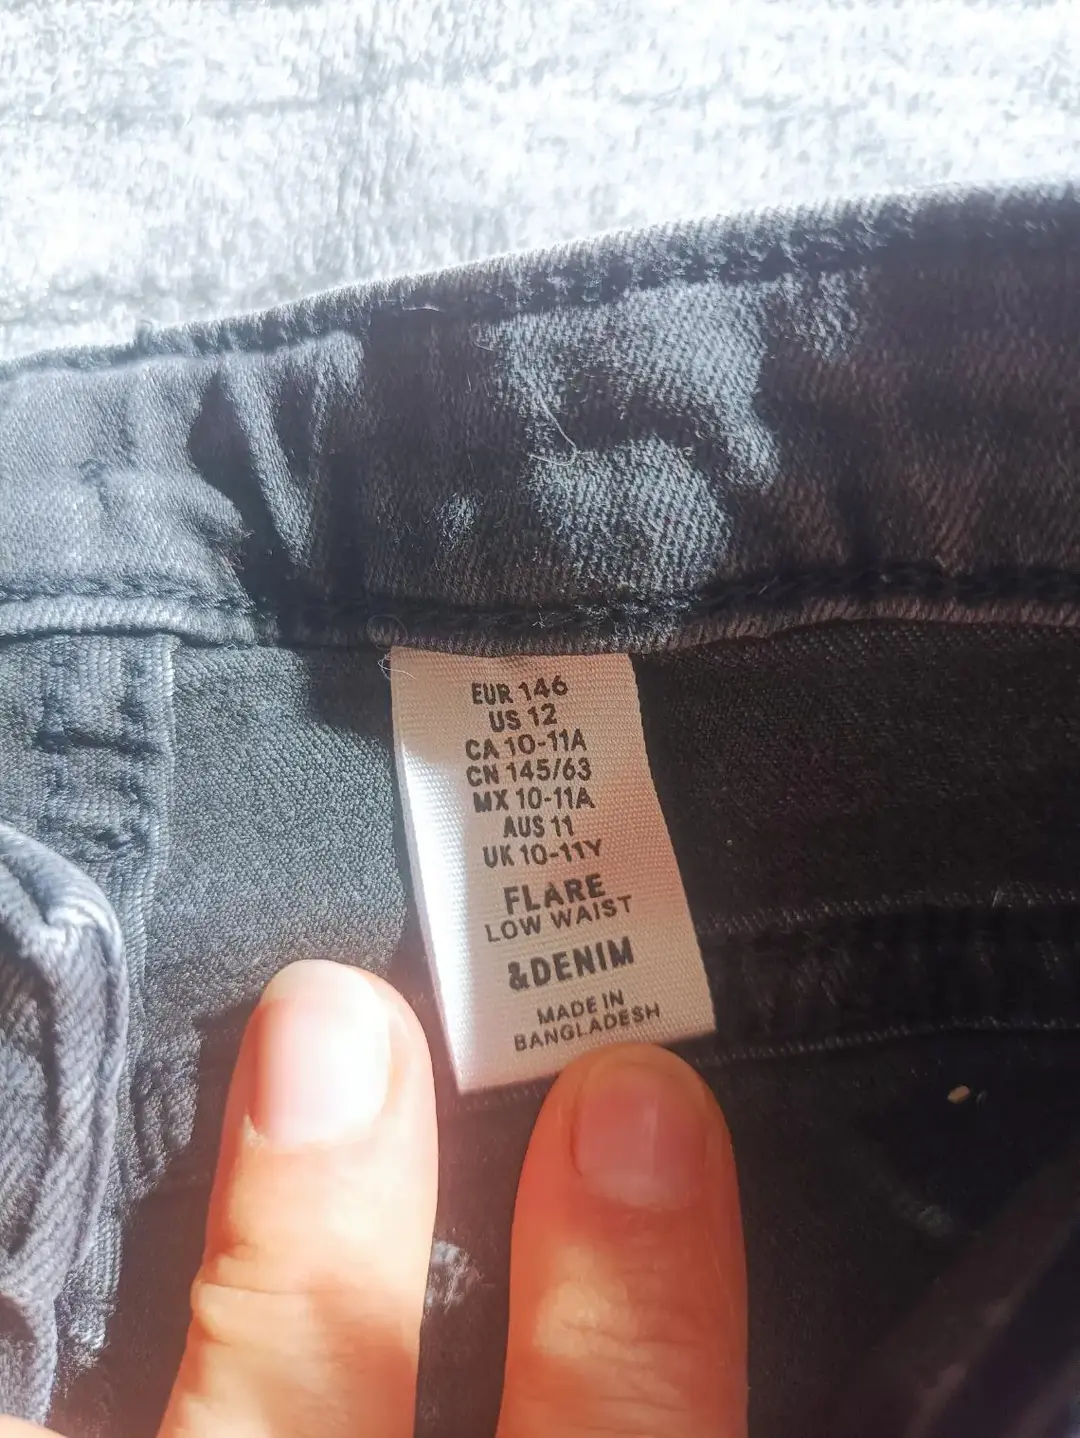 EUR 146
US 12
CA 10-11A
CN 145/63
MX 10-11A
AUS 11
UK 10-11Y
FLARE
LOW WAIST
&DENIM
MADE IN
BANGLADESH